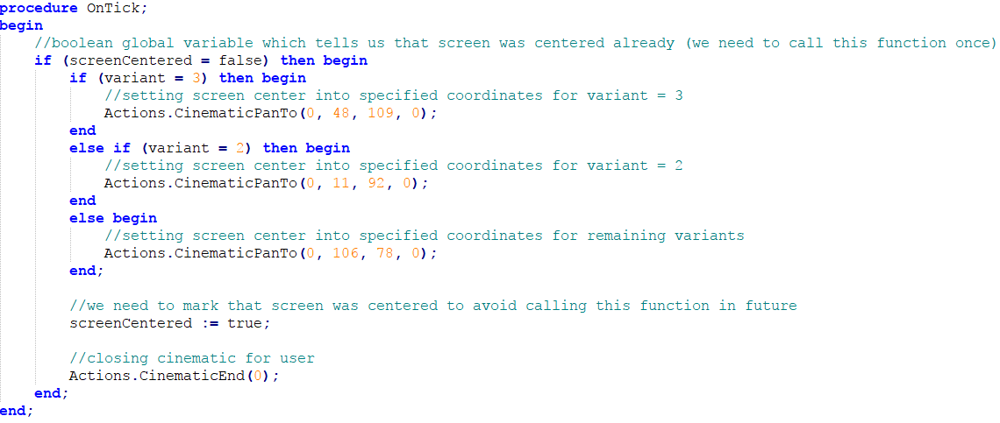 procedure OnTick;
begin
    //boolean global variable which tells us that screen was centered already (we need to call this function once)
    if (screenCentered = false) then begin
        if (variant = 3) then begin
            //setting screen center into specified coordinates for variant = 3
            Actions.CinematicPanTo(0, 48, 109, 0);
        end
        else if (variant = 2) then begin
            //setting screen center into specified coordinates for variant = 2
            Actions.CinematicPanTo(0, 11, 92, 0);
        end
        else begin
            //setting screen center into specified coordinates for remaining variants
            Actions.CinematicPanTo(0, 106, 78, 0);
        end;

        //we need to mark that screen was centered to avoid calling this function in future
        screenCentered := true;

        //closing cinematic for user
        Actions.CinematicEnd(0);
    end;
end;